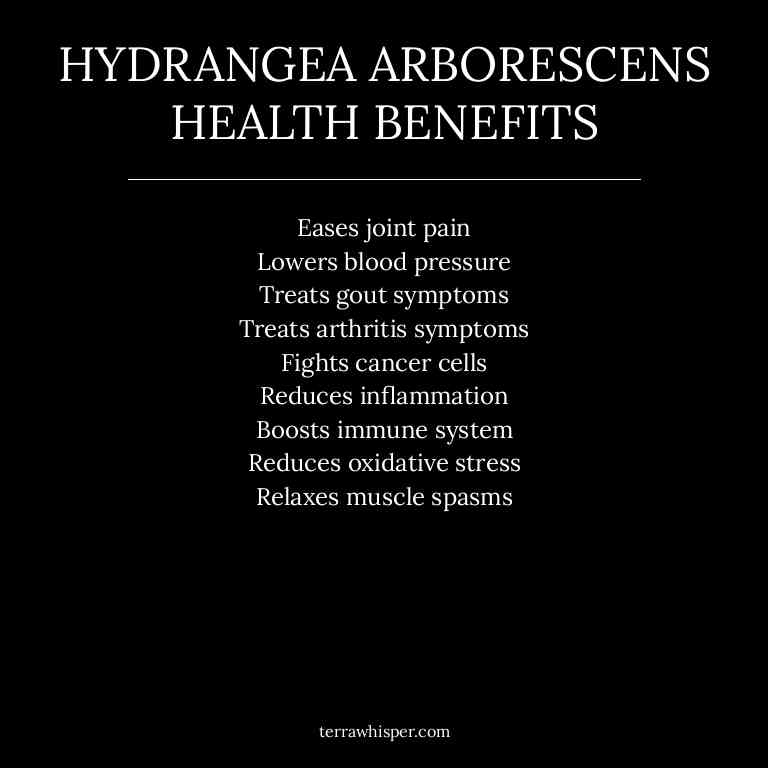 HYDRANGEA ARBORESCENS
HEALTH BENEFITS
Eases joint pain
Lowers blood pressure
Treats gout symptoms
Treats arthritis symptoms
Fights cancer cells
Reduces inflammation
Boosts immune system
Reduces oxidative stress
Relaxes muscle spasms
terrawhisper.com